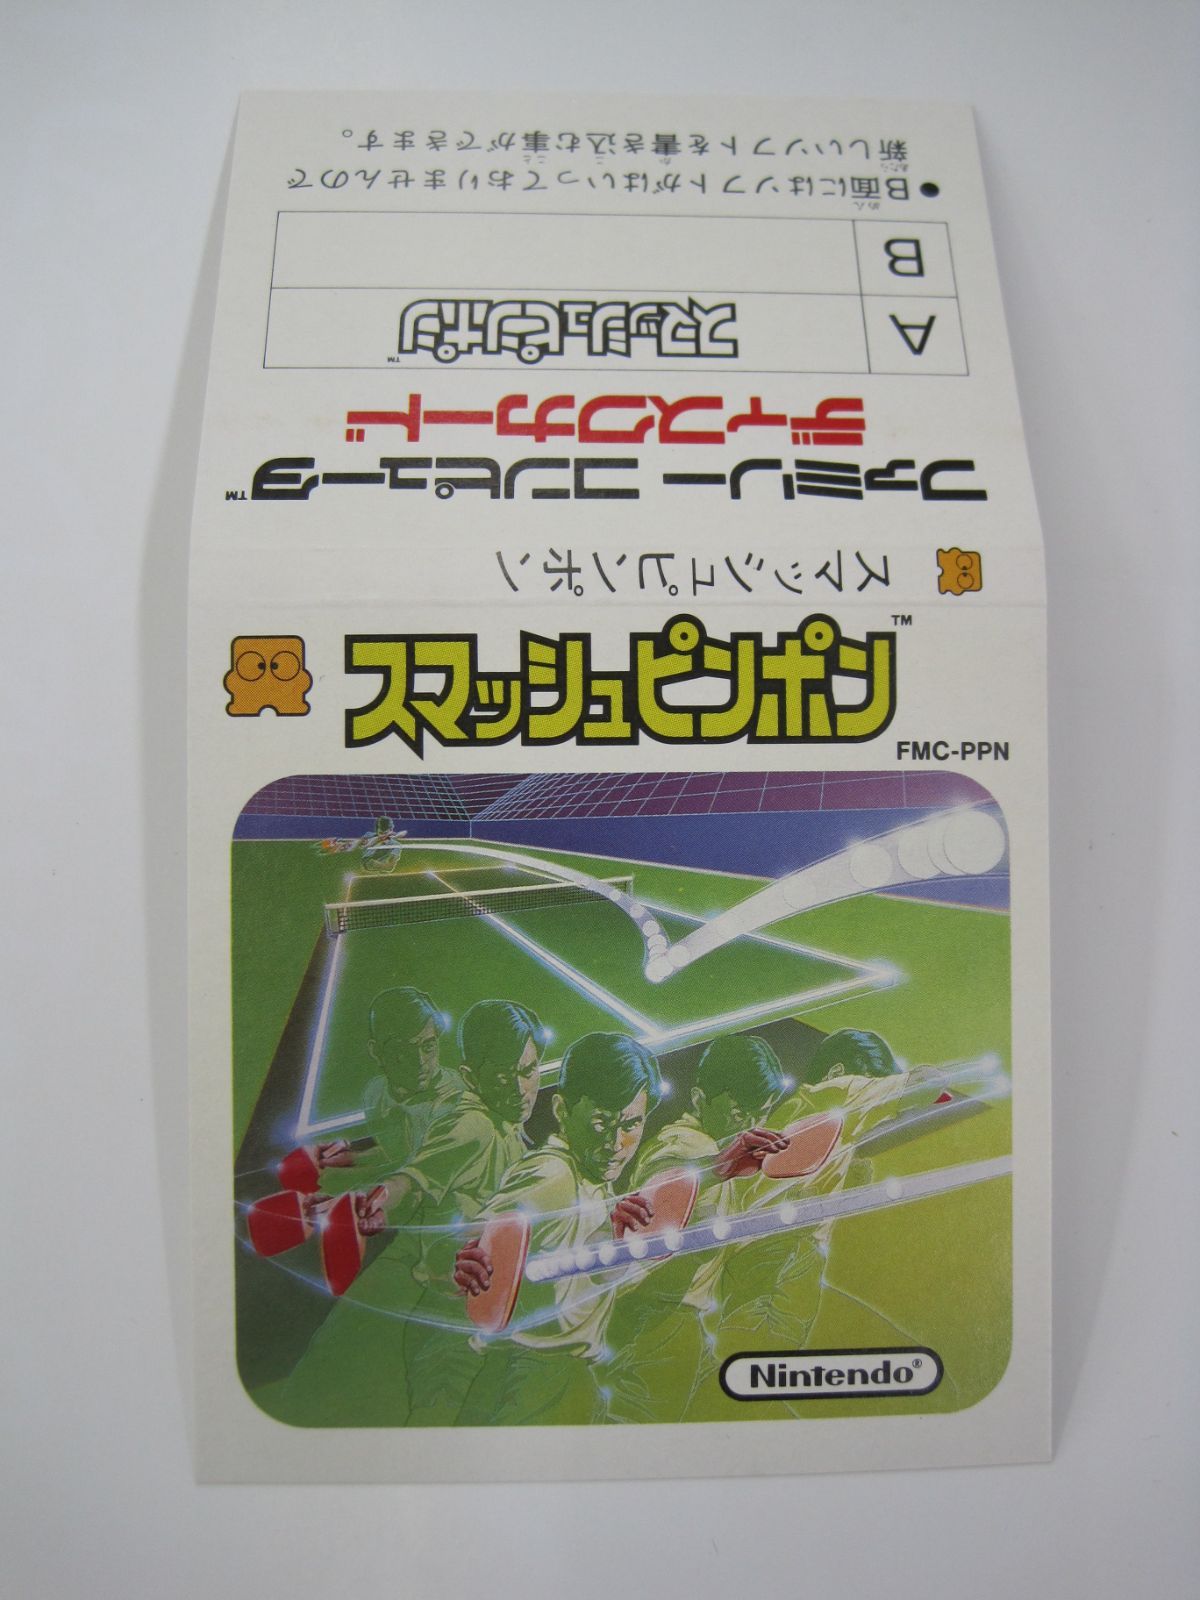 スマッシュピンポン™
FMC-PPN
Nintendo®
スマッシュピンポン
ファミリー コンピュータ™
ディスクカード
A スマッシュピンポン™
B
●B面にはソフトがはいっておりませんので
新しいソフトを書き込む事ができます。